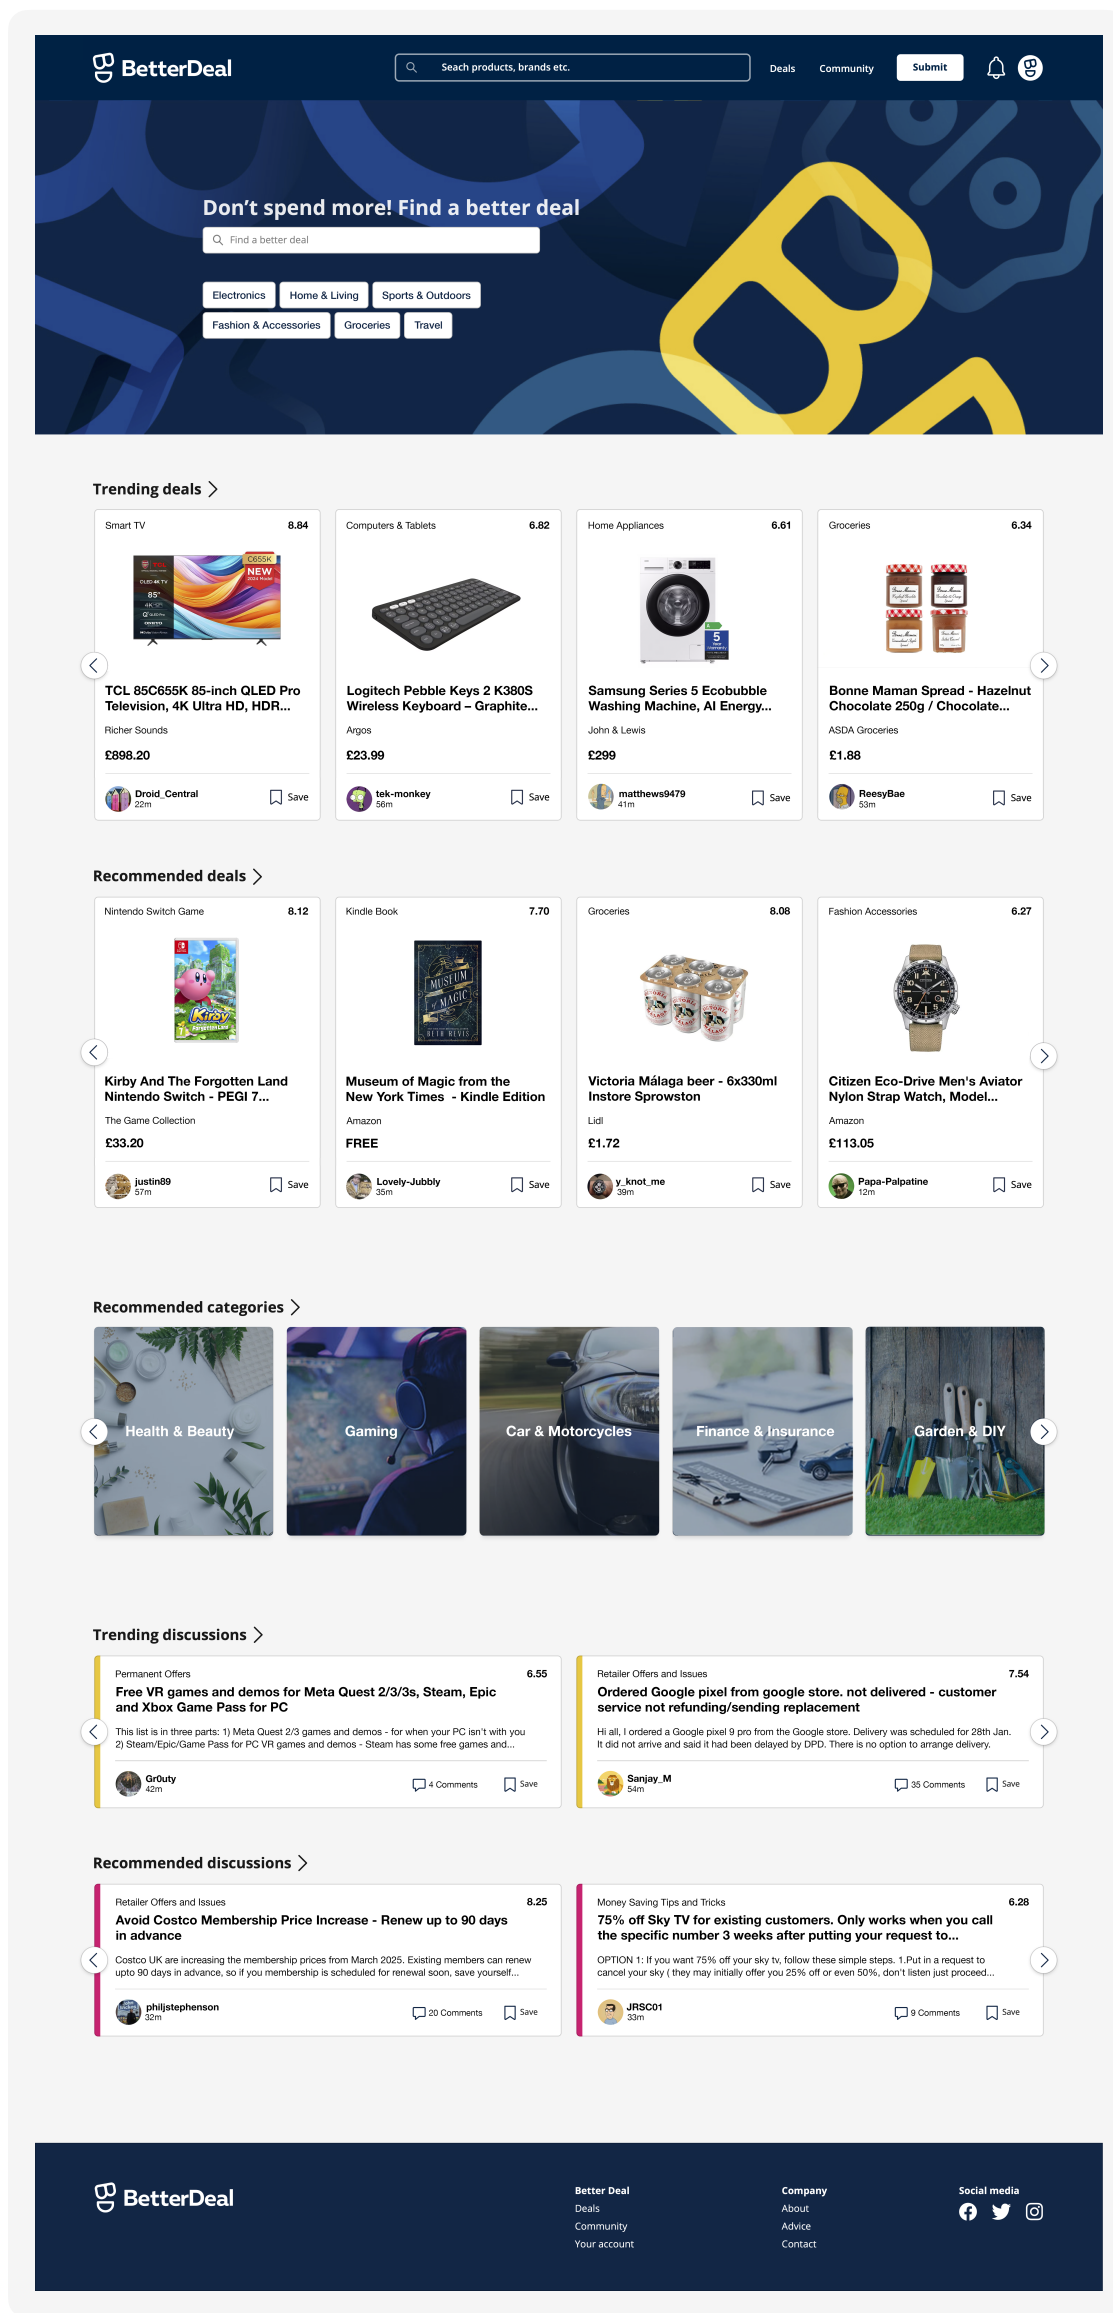 BetterDeal
Seach products, brands etc.
Deals
Community
Submit
Don’t spend more! Find a better deal
Find a better deal
Electronics
Home & Living
Sports & Outdoors
Fashion & Accessories
Groceries
Travel
Trending deals
Smart TV
8.84
TCL
QLED 4K TV
85"
C655K
NEW
2024 Model
TCL 85C655K 85-inch QLED Pro
Television, 4K Ultra HD, HDR...
Richer Sounds
£898.20
Droid_Central
22m
Save
Computers & Tablets
6.82
Logitech Pebble Keys 2 K380S
Wireless Keyboard – Graphite...
Argos
£23.99
tek-monkey
56m
Save
Home Appliances
6.61
5
Samsung Series 5 Ecobubble
Washing Machine, AI Energy...
John & Lewis
£299
matthews9479
41m
Save
Groceries
6.34
Bonne Maman Spread - Hazelnut
Chocolate 250g / Chocolate...
ASDA Groceries
£1.88
ReesyBae
53m
Save
Recommended deals
Nintendo Switch Game
8.12
Kirby
Forgotten Land
7
Kirby And The Forgotten Land
Nintendo Switch - PEGI 7...
The Game Collection
£33.20
justin89
57m
Save
Kindle Book
7.70
MUSEUM
of MAGIC
BETH REVIS
Museum of Magic from the
New York Times - Kindle Edition
Amazon
FREE
Lovely-Jubbly
35m
Save
Groceries
8.08
VICTORIA
MALAGA
Victoria Málaga beer - 6x330ml
Instore Sprowston
Lidl
£1.72
y_knot_me
39m
Save
Fashion Accessories
6.27
Citizen Eco-Drive Men's Aviator
Nylon Strap Watch, Model...
Amazon
£113.05
Papa-Palpatine
12m
Save
Recommended categories
Health & Beauty
Gaming
Car & Motorcycles
Finance & Insurance
Garden & DIY
Trending discussions
Permanent Offers
6.55
Free VR games and demos for Meta Quest 2/3/3s, Steam, Epic
and Xbox Game Pass for PC
This list is in three parts: 1) Meta Quest 2/3 games and demos - for when your PC isn't with you
2) Steam/Epic/Game Pass for PC VR games and demos - Steam has some free games and...
Gr0uty
42m
4 Comments
Save
Retailer Offers and Issues
7.54
Ordered Google pixel from google store. not delivered - customer
service not refunding/sending replacement
Hi all, I ordered a Google pixel 9 pro from the Google store. Delivery was scheduled for 28th Jan.
It did not arrive and said it had been delayed by DPD. There is no option to arrange delivery.
Sanjay_M
54m
35 Comments
Save
Recommended discussions
Retailer Offers and Issues
8.25
Avoid Costco Membership Price Increase - Renew up to 90 days
in advance
Costco UK are increasing the membership prices from March 2025. Existing members can renew
upto 90 days in advance, so if you membership is scheduled for renewal soon, save yourself...
philjstephenson
32m
20 Comments
Save
Money Saving Tips and Tricks
6.28
75% off Sky TV for existing customers. Only works when you call
the specific number 3 weeks after putting your request to...
OPTION 1: If you want 75% off your sky tv, follow these simple steps. 1.Put in a request to
cancel your sky ( they may initially offer you 25% off or even 50%, don't listen just proceed...
JRSC01
33m
9 Comments
Save
BetterDeal
Better Deal
Deals
Community
Your account
Company
About
Advice
Contact
Social media